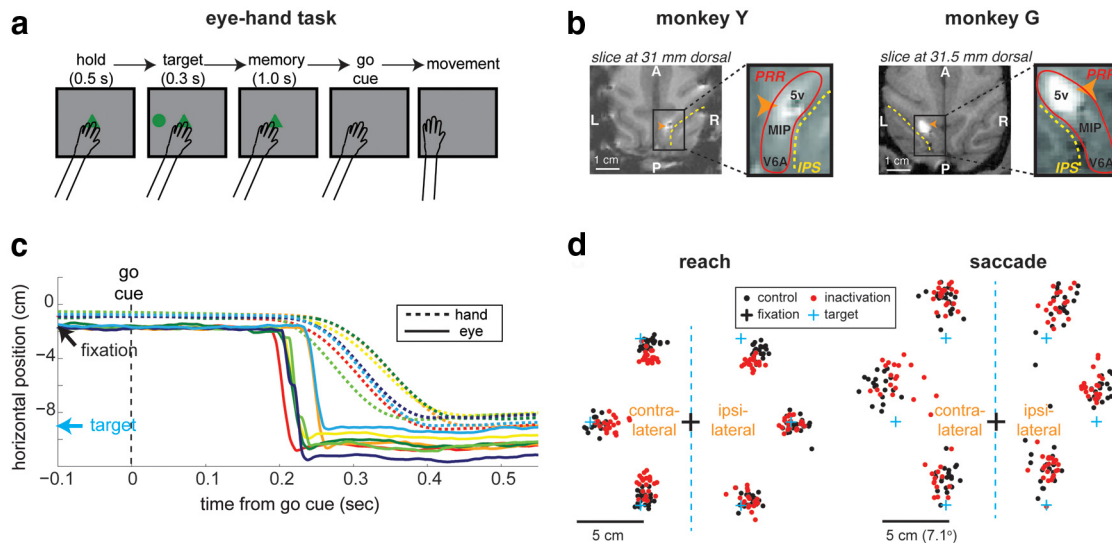 a
eye-hand task
hold
(0.5 s)
target
(0.3 s)
memory
(1.0 s)
go
cue
movement
b
monkey Y
monkey G
slice at 31 mm dorsal
slice at 31.5 mm dorsal
A
L
R
P
1 cm
PRR
5v
MIP
V6A
IPS
A
L
R
P
1 cm
PRR
5v
MIP
V6A
IPS
c
go
cue
hand
eye
fixation
target
horizontal position (cm)
0
−4
−8
−0.1
0
0.1
0.2
0.3
0.4
0.5
time from go cue (sec)
d
reach
saccade
control
inactivation
fixation
target
contra-
lateral
ipsi-
lateral
contra-
lateral
ipsi-
lateral
5 cm
5 cm (7.1°)